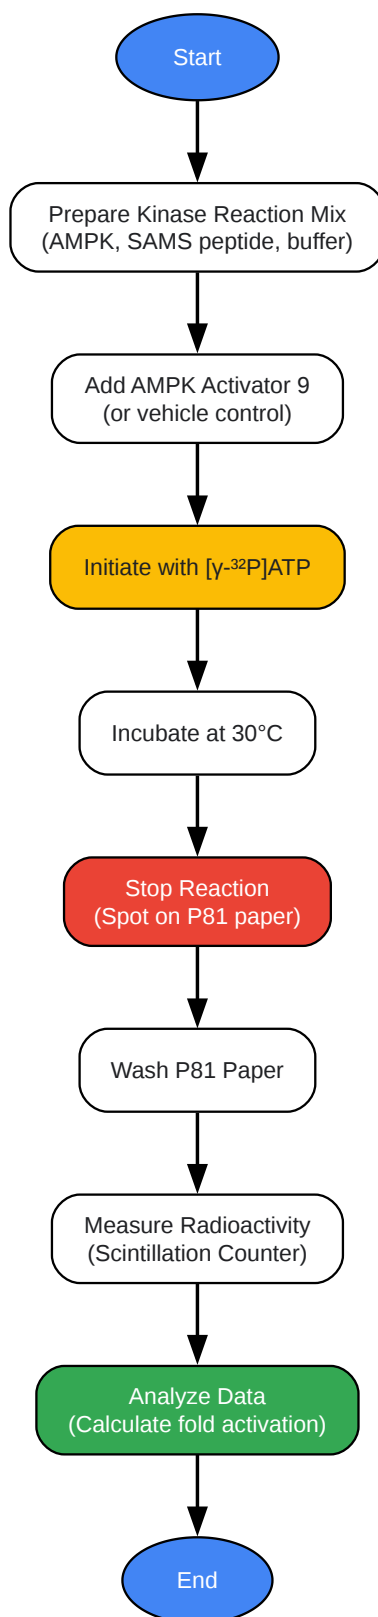 Start
Prepare Kinase Reaction Mix
(AMPK, SAMS peptide, buffer)
Add AMPK Activator 9
(or vehicle control)
Initiate with [γ-³²P]ATP
Incubate at 30°C
Stop Reaction
(Spot on P81 paper)
Wash P81 Paper
Measure Radioactivity
(Scintillation Counter)
Analyze Data
(Calculate fold activation)
End